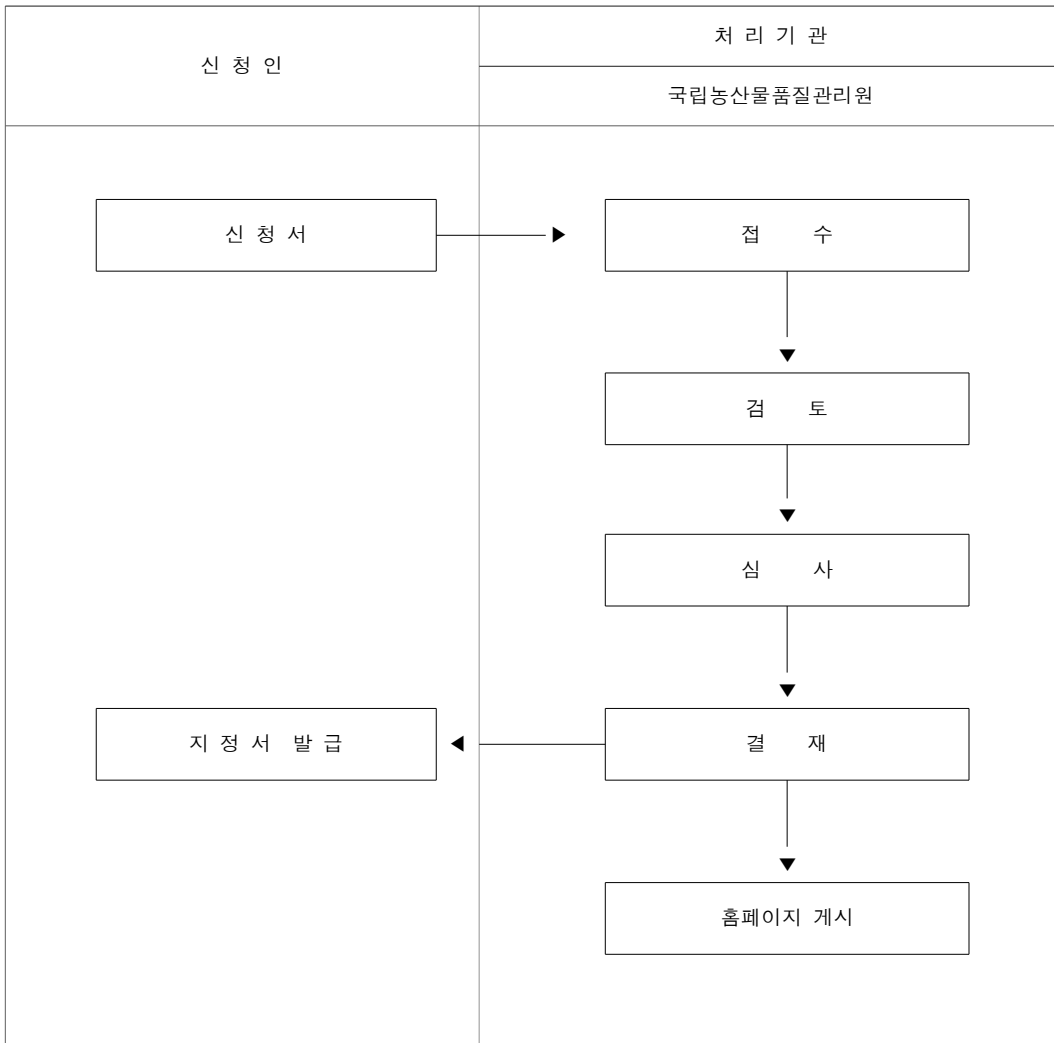 신 청 인
처 리 기 관
국립농산물품질관리원
신 청 서
접 수
검 토
심 사
지 정 서 발 급
결 재
홈페이지 게시